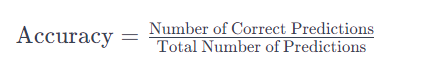 Accuracy = Number of Correct Predictions / Total Number of Predictions